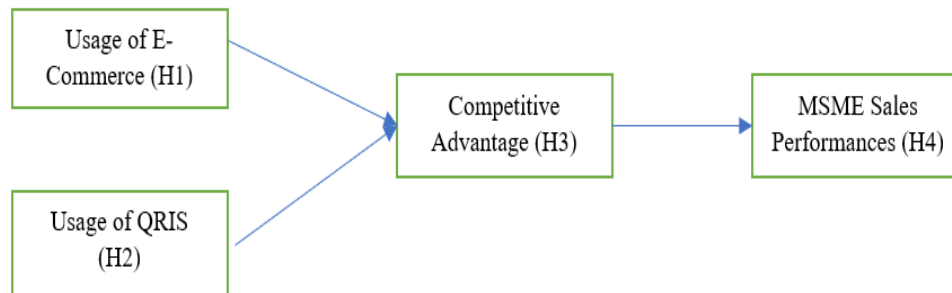 Usage of E-
Commerce (H1)
Competitive
Advantage (H3)
MSME Sales
Performances (H4)
Usage of QRIS
(H2)